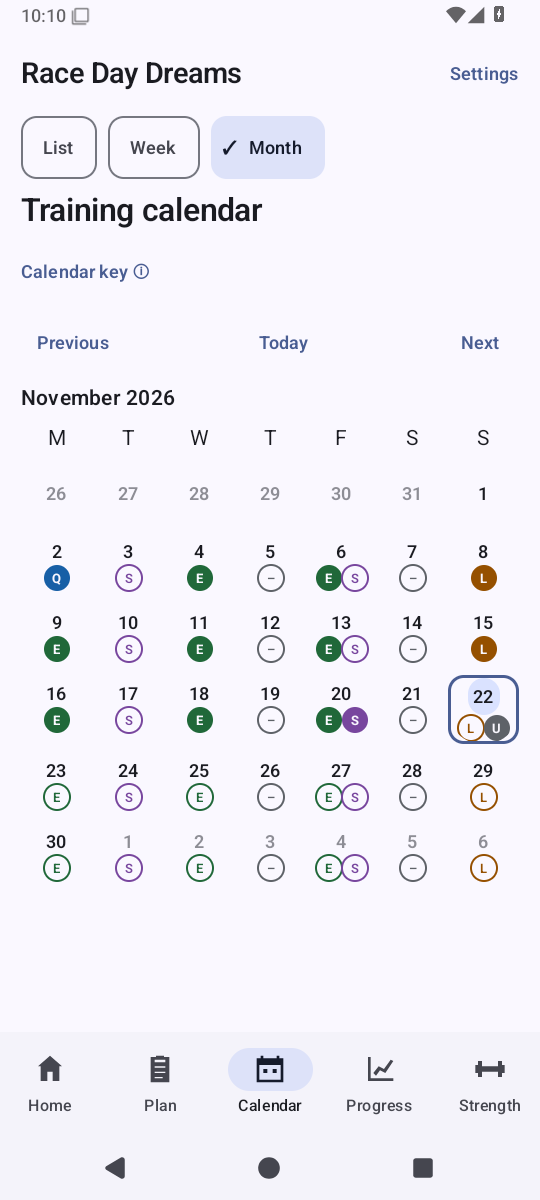 10:10
Race Day Dreams Settings
List ✓ Week Month
Training calendar
Calendar key ⓘ
Previous Today Next
November 2026
M T W T F S S
26 27 28 29 30 31 1
2 3 4 5 6 7 8
Q S E – E S – L
9 10 11 12 13 14 15
E S E – E S – L
16 17 18 19 20 21 22
E S E – E S – L U
23 24 25 26 27 28 29
E S E – E S – L
30 1 2 3 4 5 6
E S E – E S – L
Home Plan Calendar Progress Strength